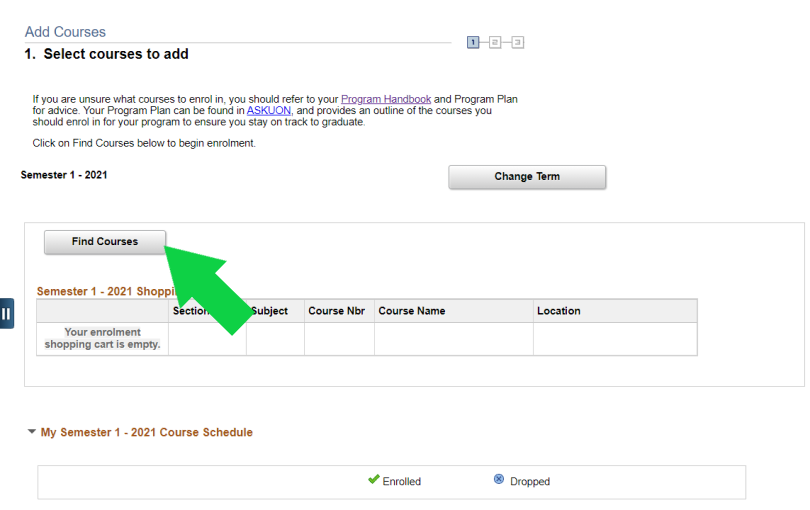 Add Courses
1 2 3
1. Select courses to add
If you are unsure what courses to enrol in, you should refer to your Program Handbook and Program Plan
for advice. Your Program Plan can be found in ASKUON, and provides an outline of the courses you
should enrol in for your program to ensure you stay on track to graduate.
Click on Find Courses below to begin enrolment.
Semester 1 - 2021
Change Term
Find Courses
Semester 1 - 2021
Section Subject Course Nbr Course Name Location
Your enrolment
shopping cart is empty.
My Semester 1 - 2021 Course Schedule
Enrolled Dropped